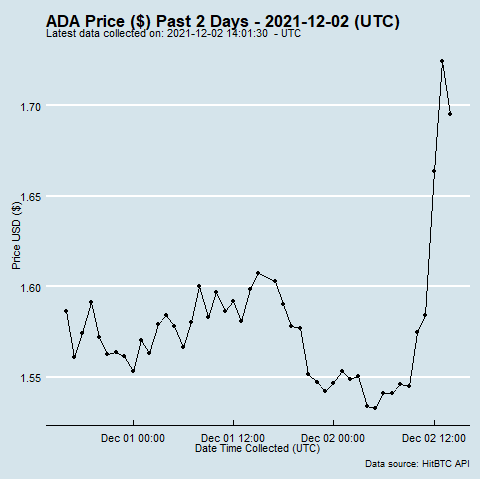 ADA Price ($) Past 2 Days - 2021-12-02 (UTC)
Latest data collected on: 2021-12-02 14:01:30  - UTC
1.70
1.65
1.60
1.55
Price USD ($)
Dec 01 00:00 Dec 01 12:00 Dec 02 00:00 Dec 02 12:00
Date Time Collected (UTC)
Data source: HitBTC API